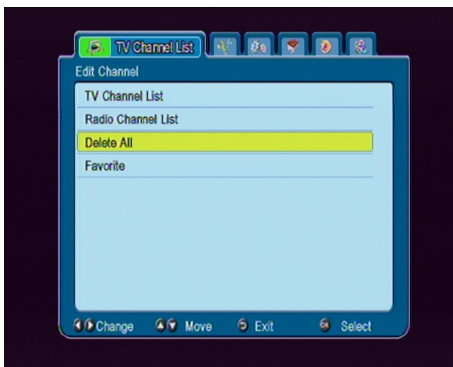 TV Channel List
Edit Channel
TV Channel List
Radio Channel List
Delete All
Favorite
Change Move Exit Select